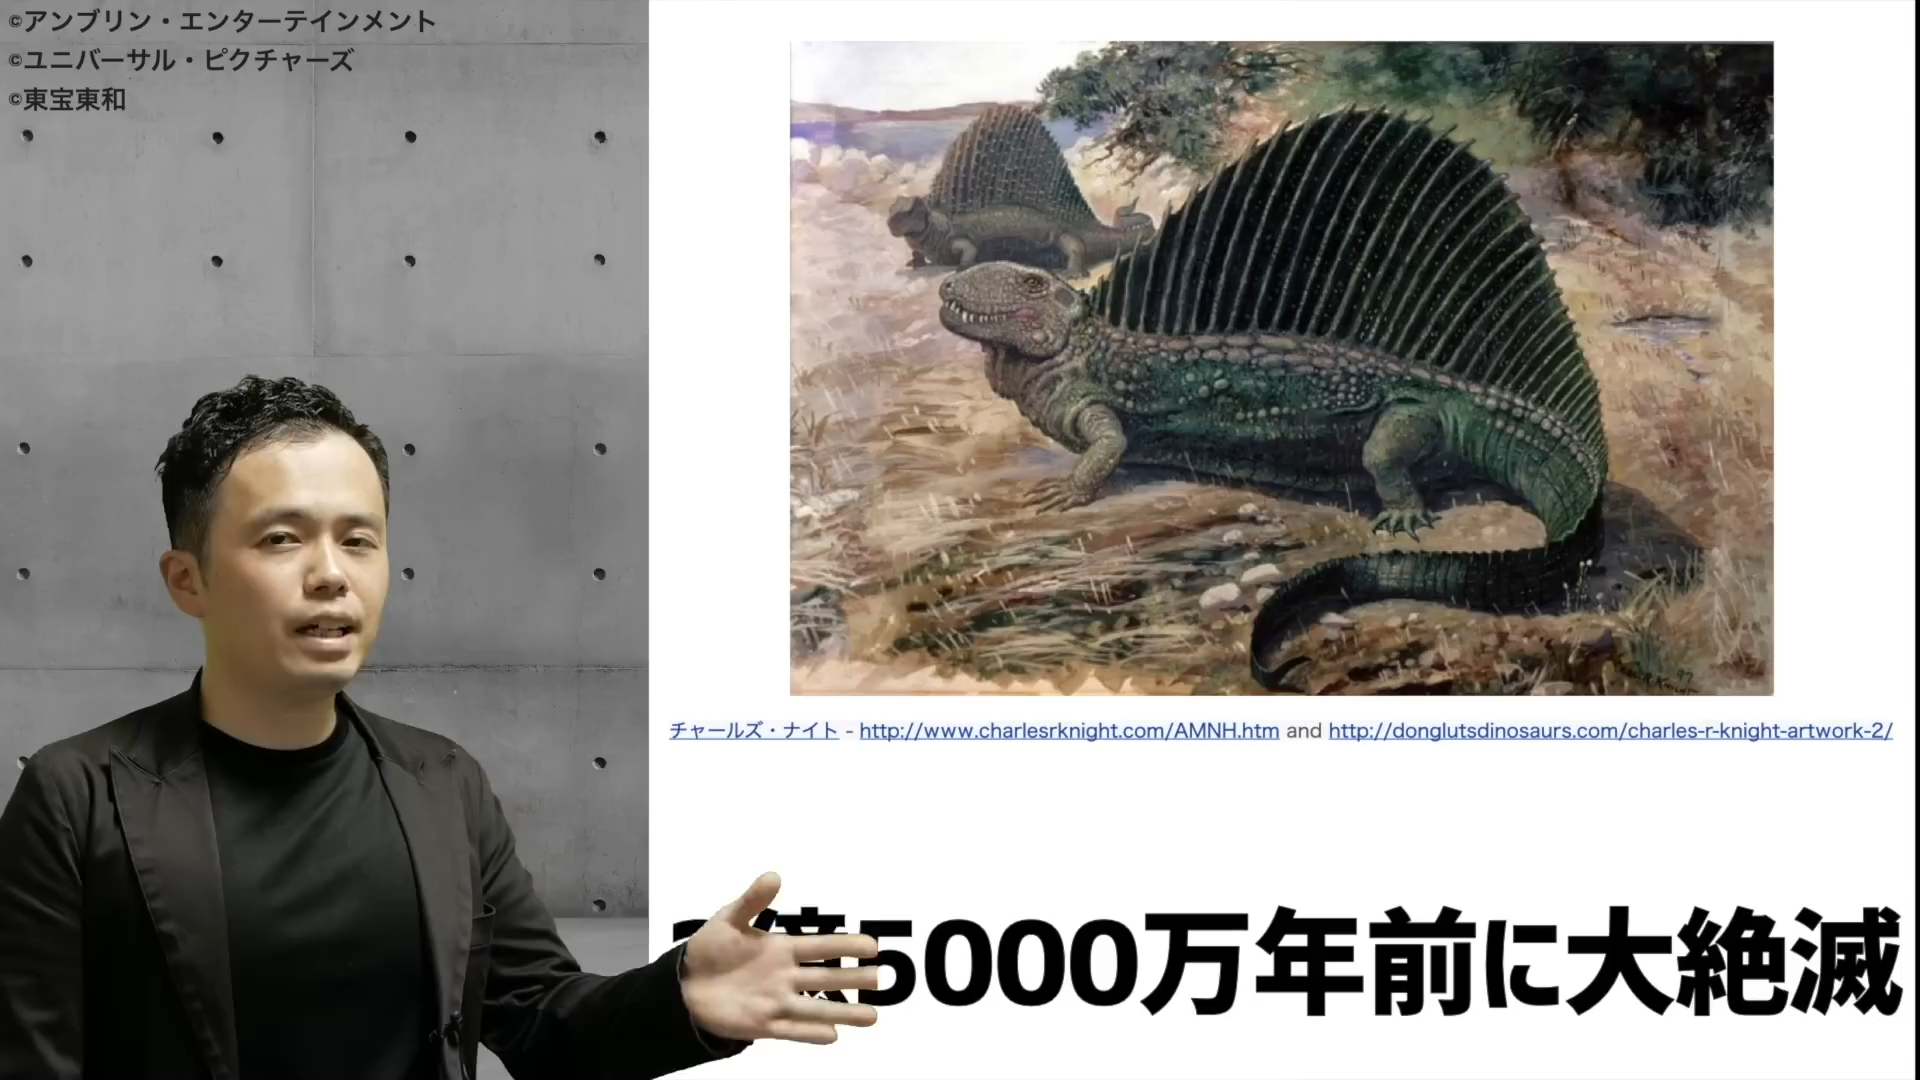 ©アンブリン・エンターテインメント
©ユニバーサル・ピクチャーズ
©東宝東和
チャールズ・ナイト - http://www.charlesrknight.com/AMNH.htm and http://donglutsdinosaurs.com/charles-r-knight-artwork-2/
5000万年前に大絶滅